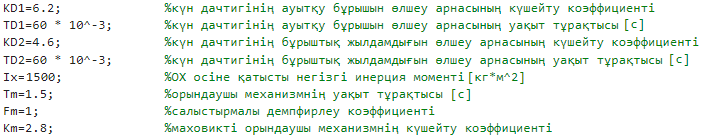 KD1=6.2; %күн дачтигінің ауытқу бұрышын өлшеу арнасының күшейту коэффициенті
TD1=60 * 10^-3; %күн дачтигінің ауытқу бұрышын өлшеу арнасының уақыт тұрақтысы [с]
KD2=4.6; %күн дачтигінің бұрыштық жылдамдығын өлшеу арнасының күшейту коэффициенті
TD2=60 * 10^-3; %күн дачтигінің бұрыштық жылдамдығын өлшеу арнасының уақыт тұрақтысы [с]
Ix=1500; %ОХ осіне қатысты негізгі инерция моменті[кг*м^2]
Tm=1.5; %орындаушы механизмнің уақыт тұрақтысы [с]
Fm=1; %салыстырмалы демпфирлеу коэффициенті
Km=2.8; %маховикті орындаушы механизмнің күшейту коэффициенті